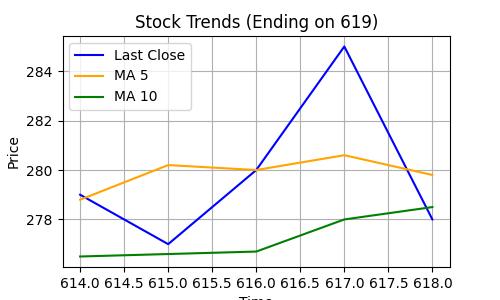 Stock Trends (Ending on 619)
Last Close
MA 5
MA 10
Price
284
282
280
278
614.0 614.5 615.0 615.5 616.0 616.5 617.0 617.5 618.0
Time